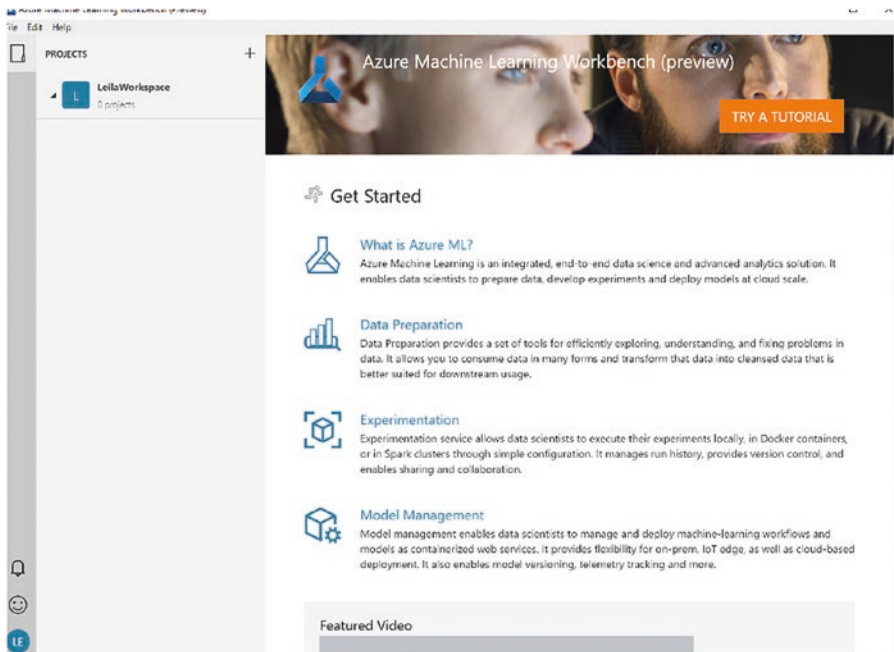 Azure Machine Learning Workbench (Preview)
File Edit Help
PROJECTS +
L
LeilaWorkspace
0 projects
Azure Machine Learning Workbench (preview)
TRY A TUTORIAL
Get Started
What is Azure ML?
Azure Machine Learning is an integrated, end-to-end data science and advanced analytics solution. It
enables data scientists to prepare data, develop experiments and deploy models at cloud scale.
Data Preparation
Data Preparation provides a set of tools for efficiently exploring, understanding, and fixing problems in
data. It allows you to consume data in many forms and transform that data into cleansed data that is
better suited for downstream usage.
Experimentation
Experimentation service allows data scientists to execute their experiments locally, in Docker containers,
or in Spark clusters through simple configuration. It manages run history, provides version control, and
enables sharing and collaboration.
Model Management
Model management enables data scientists to manage and deploy machine-learning workflows and
models as containerized web services. It provides flexibility for on-prem, IoT edge, as well as cloud-based
deployment. It also enables model versioning, telemetry tracking and more.
Featured Video
LE